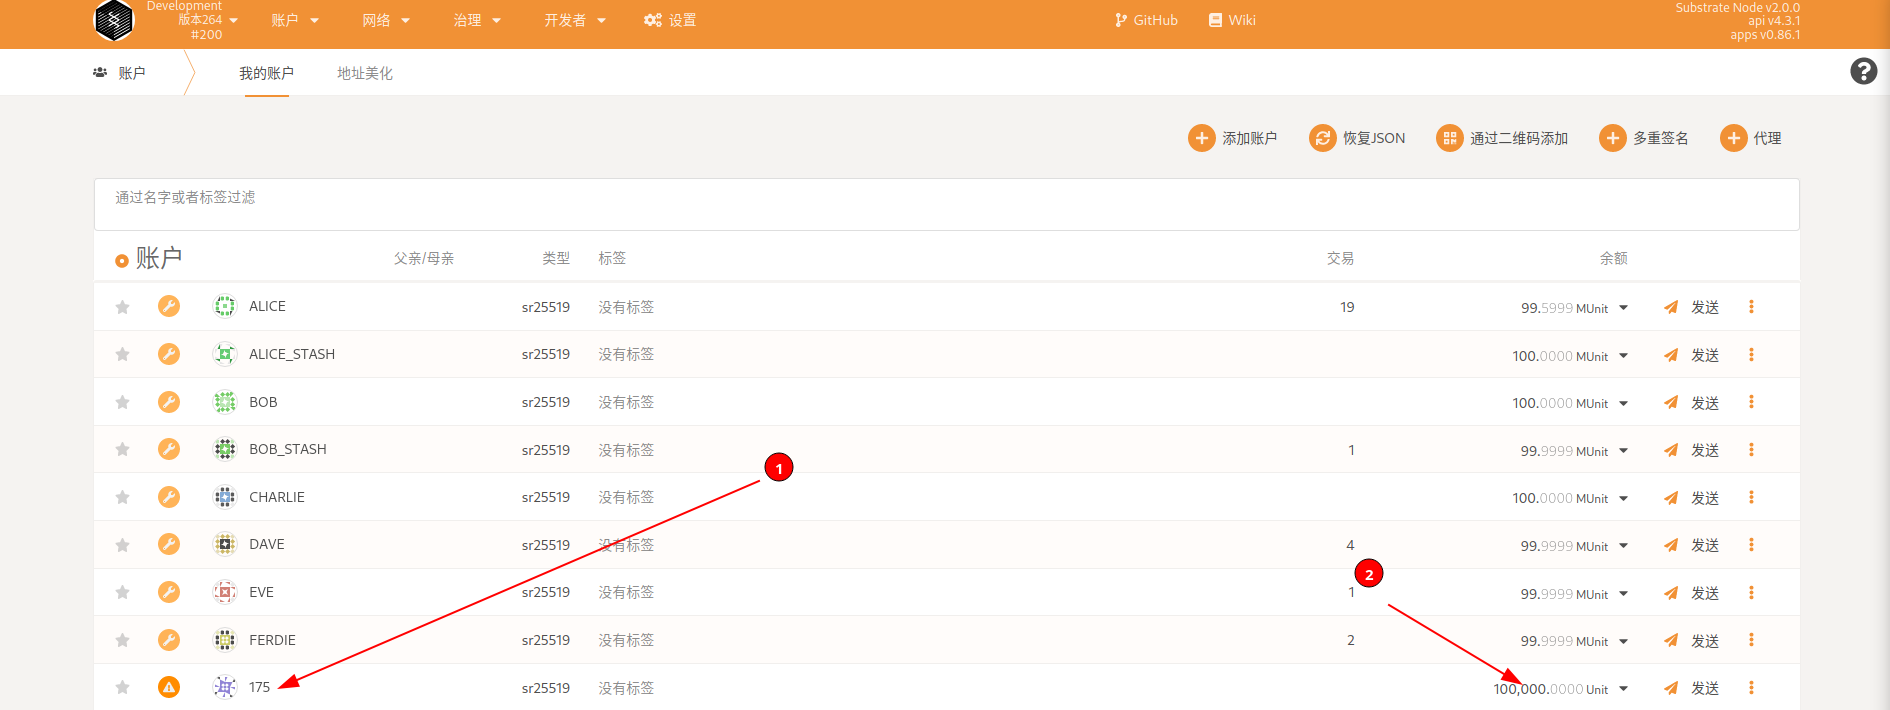 Development
版本264
#200
账户
网络
治理
开发者
设置
GitHub
Wiki
Substrate Node v2.0.0
api v4.3.1
apps v0.86.1
账户
我的账户
地址美化
?
添加账户
恢复JSON
通过二维码添加
多重签名
代理
通过名字或者标签过滤
账户 父亲/母亲 类型 标签 交易 余额
ALICE sr25519 没有标签 19 99.5999 MUnit 发送
ALICE_STASH sr25519 没有标签 100.0000 MUnit 发送
BOB sr25519 没有标签 100.0000 MUnit 发送
BOB_STASH sr25519 没有标签 1 99.9999 MUnit 发送
1
CHARLIE sr25519 没有标签 100.0000 MUnit 发送
DAVE sr25519 没有标签 4 99.9999 MUnit 发送
2
EVE sr25519 没有标签 1 99.9999 MUnit 发送
FERDIE sr25519 没有标签 2 99.9999 MUnit 发送
175 sr25519 没有标签 100,000.0000 Unit 发送